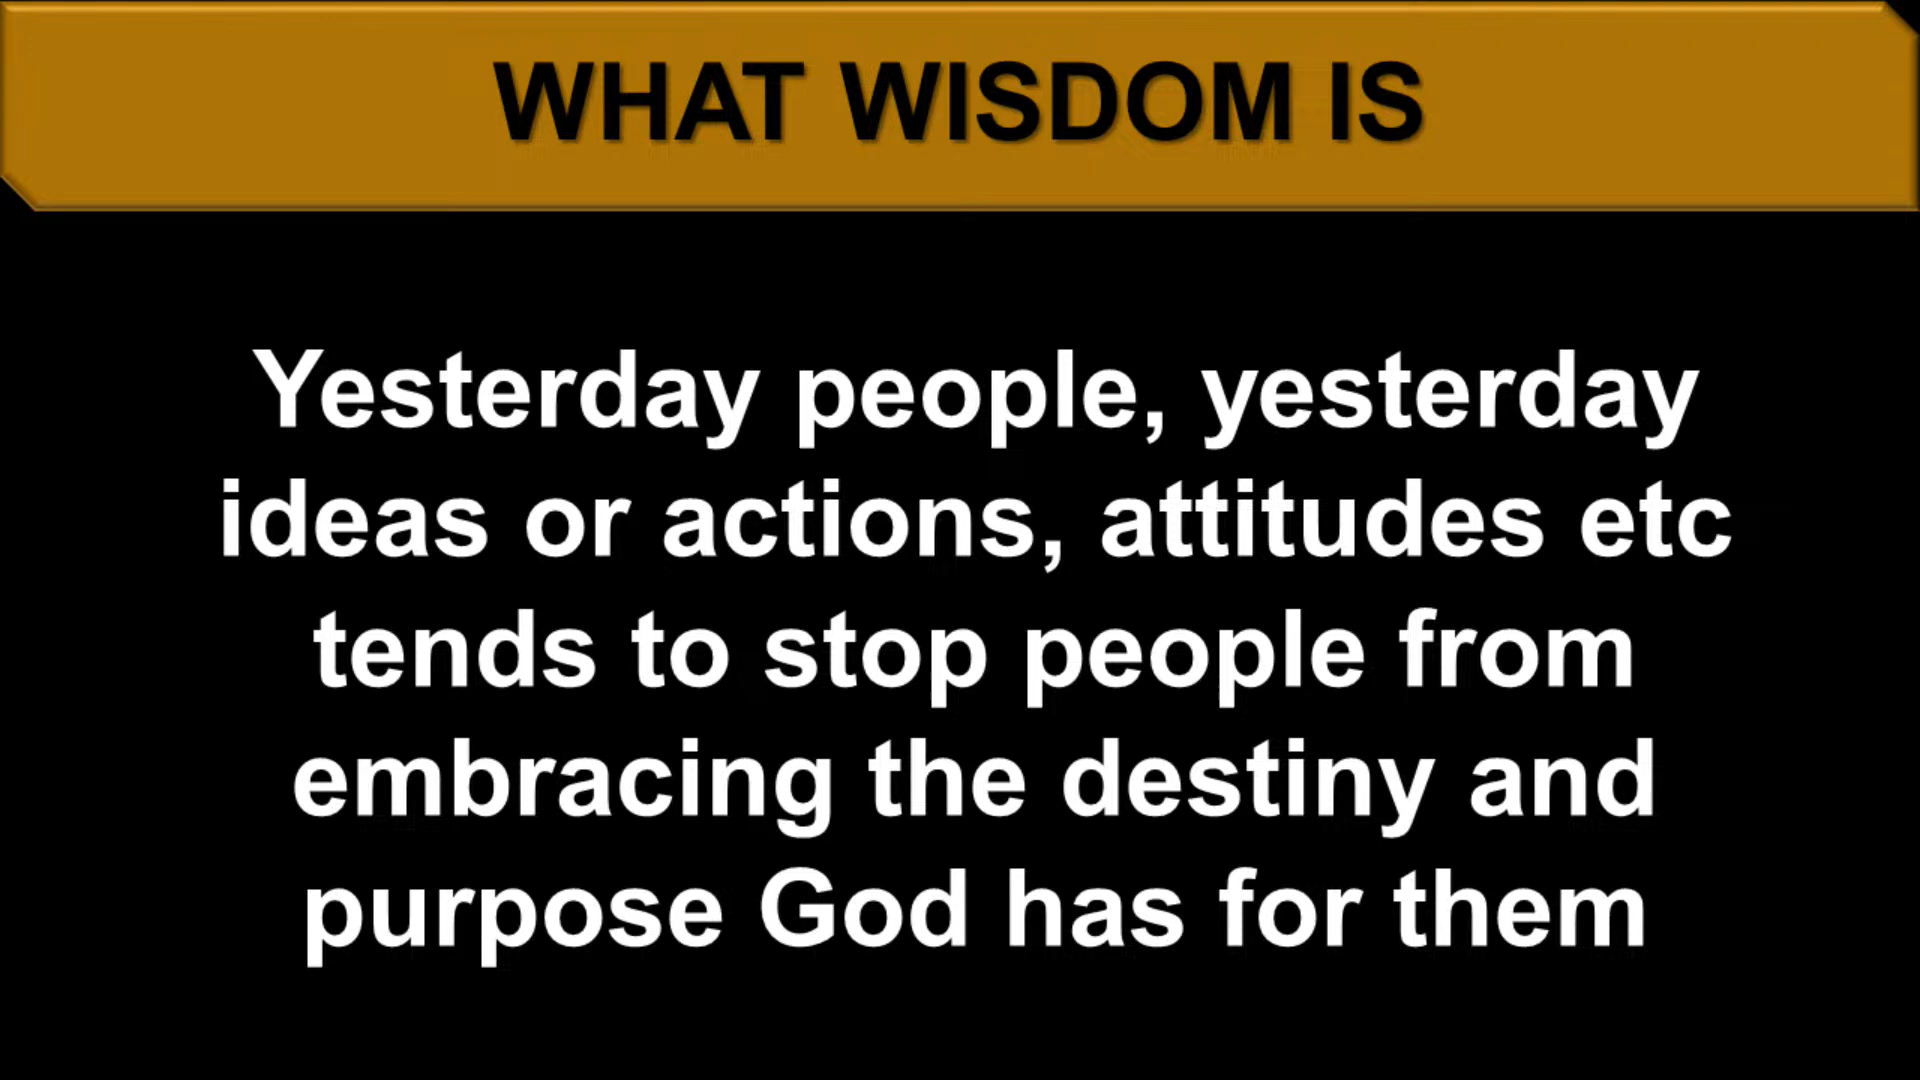 WHAT WISDOM IS
Yesterday people, yesterday
ideas or actions, attitudes etc
tends to stop people from
embracing the destiny and
purpose God has for them